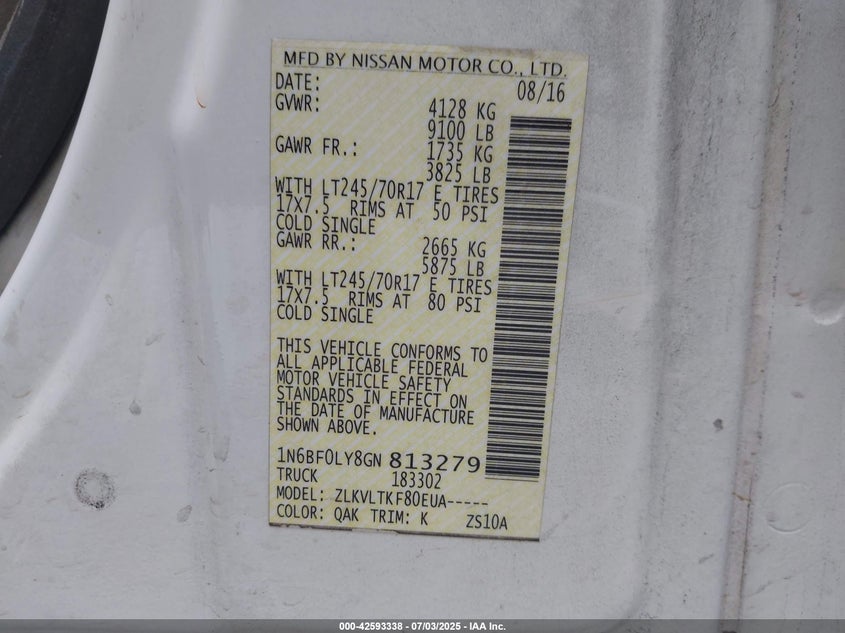 MFD BY NISSAN MOTOR CO., LTD.
DATE: 08/16
GVWR: 4128 KG
9100 LB
GAWR FR.: 1735 KG
3825 LB
WITH LT245/70R17 E TIRES
17X7.5 RIMS AT 50 PSI
COLD SINGLE
GAWR RR.: 2665 KG
5875 LB
WITH LT245/70R17 E TIRES
17X7.5 RIMS AT 80 PSI
COLD SINGLE
THIS VEHICLE CONFORMS TO
ALL APPLICABLE FEDERAL
MOTOR VEHICLE SAFETY
STANDARDS IN EFFECT ON
THE DATE OF MANUFACTURE
SHOWN ABOVE.
1N6BF0LY8GN 813279
TRUCK 183302
MODEL: ZLKVLTKF80EUA-----
COLOR: QAK TRIM: K ZS10A
000-42593338 - 07/03/2025 - IAA Inc.